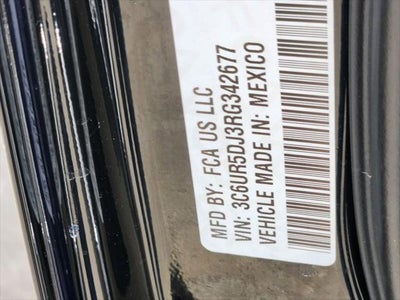 MFD BY: FCA US LLC
VIN: 3C6UR5DJ3RG342677
VEHICLE MADE IN: MEXICO